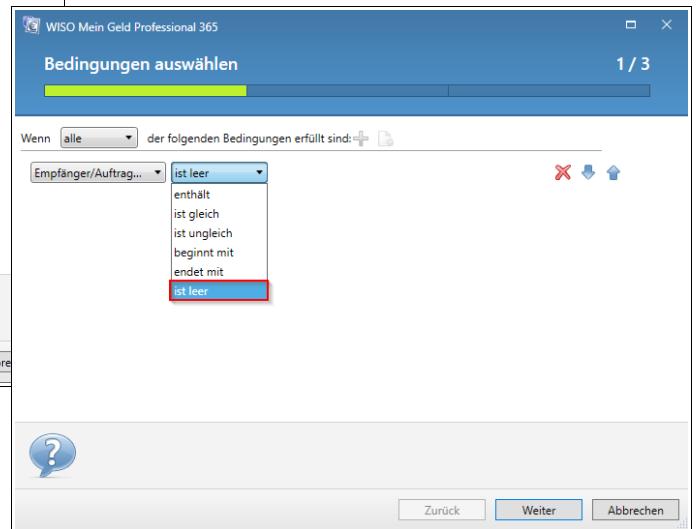 WISO Mein Geld Professional 365
Bedingungen auswählen 1 / 3
Wenn alle der folgenden Bedingungen erfüllt sind:
Empfänger/Auftrag... ist leer
enthält
ist gleich
ist ungleich
beginnt mit
endet mit
ist leer
Zurück Weiter Abbrechen